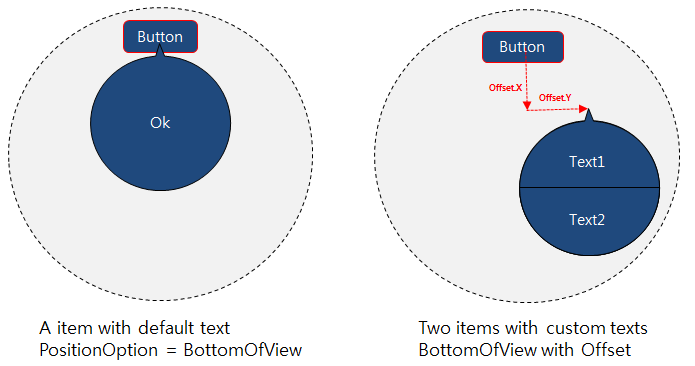 Button
Ok
A item with default text
PositionOption = BottomOfView
Button
Offset.X
Offset.Y
Text1
Text2
Two items with custom texts
BottomOfView with Offset